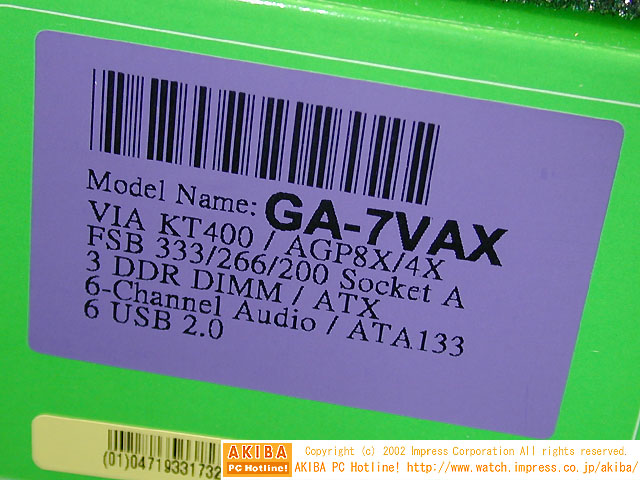 Model Name: GA-7VAX
VIA KT400 / AGP8X/4X
FSB 333/266/200 Socket A
3 DDR DIMM / ATX
6-Channel Audio / ATA133
6 USB 2.0
(01)04719331732
AKIBA
PC Hotline!
Copyright (c) 2002 Impress Corporation All rights reserved.
AKIBA PC Hotline! http://www.watch.impress.co.jp/akiba/